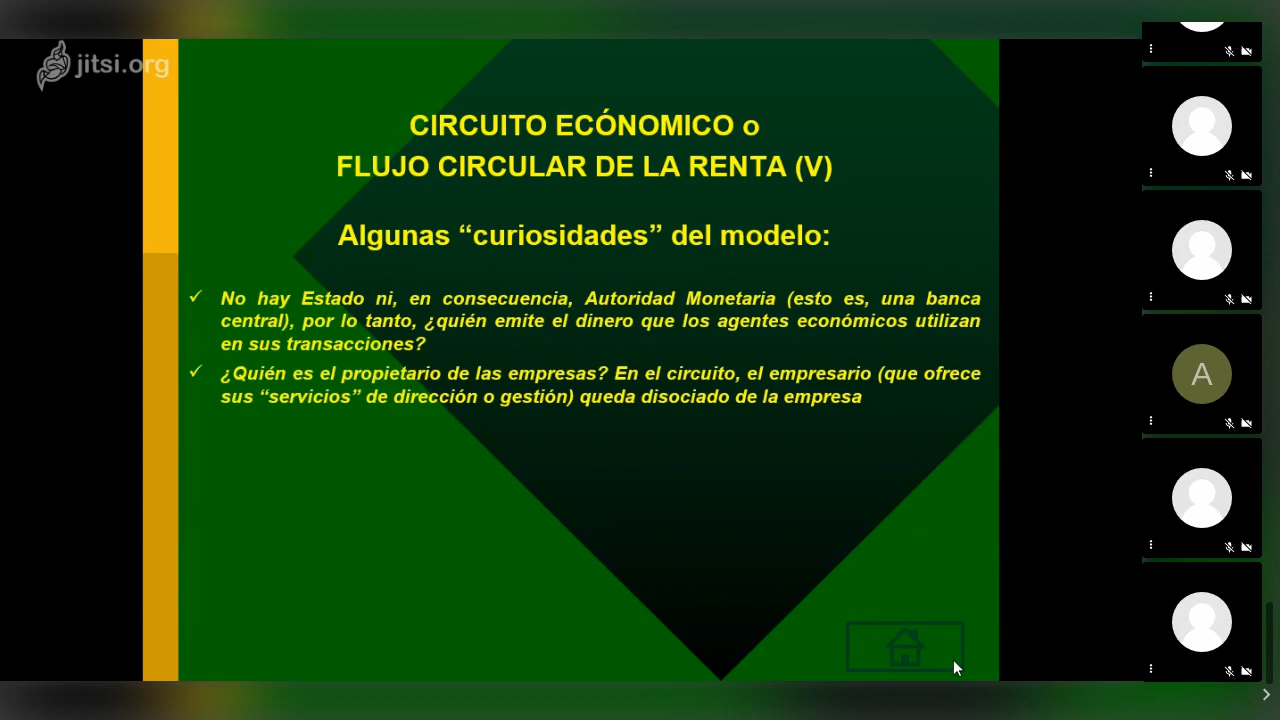 jitsi.org
CIRCUITO ECÓNOMICO o
FLUJO CIRCULAR DE LA RENTA (V)
Algunas “curiosidades” del modelo:
No hay Estado ni, en consecuencia, Autoridad Monetaria (esto es, una banca
central), por lo tanto, ¿quién emite el dinero que los agentes económicos utilizan
en sus transacciones?
¿Quién es el propietario de las empresas? En el circuito, el empresario (que ofrece
sus “servicios” de dirección o gestión) queda disociado de la empresa
A